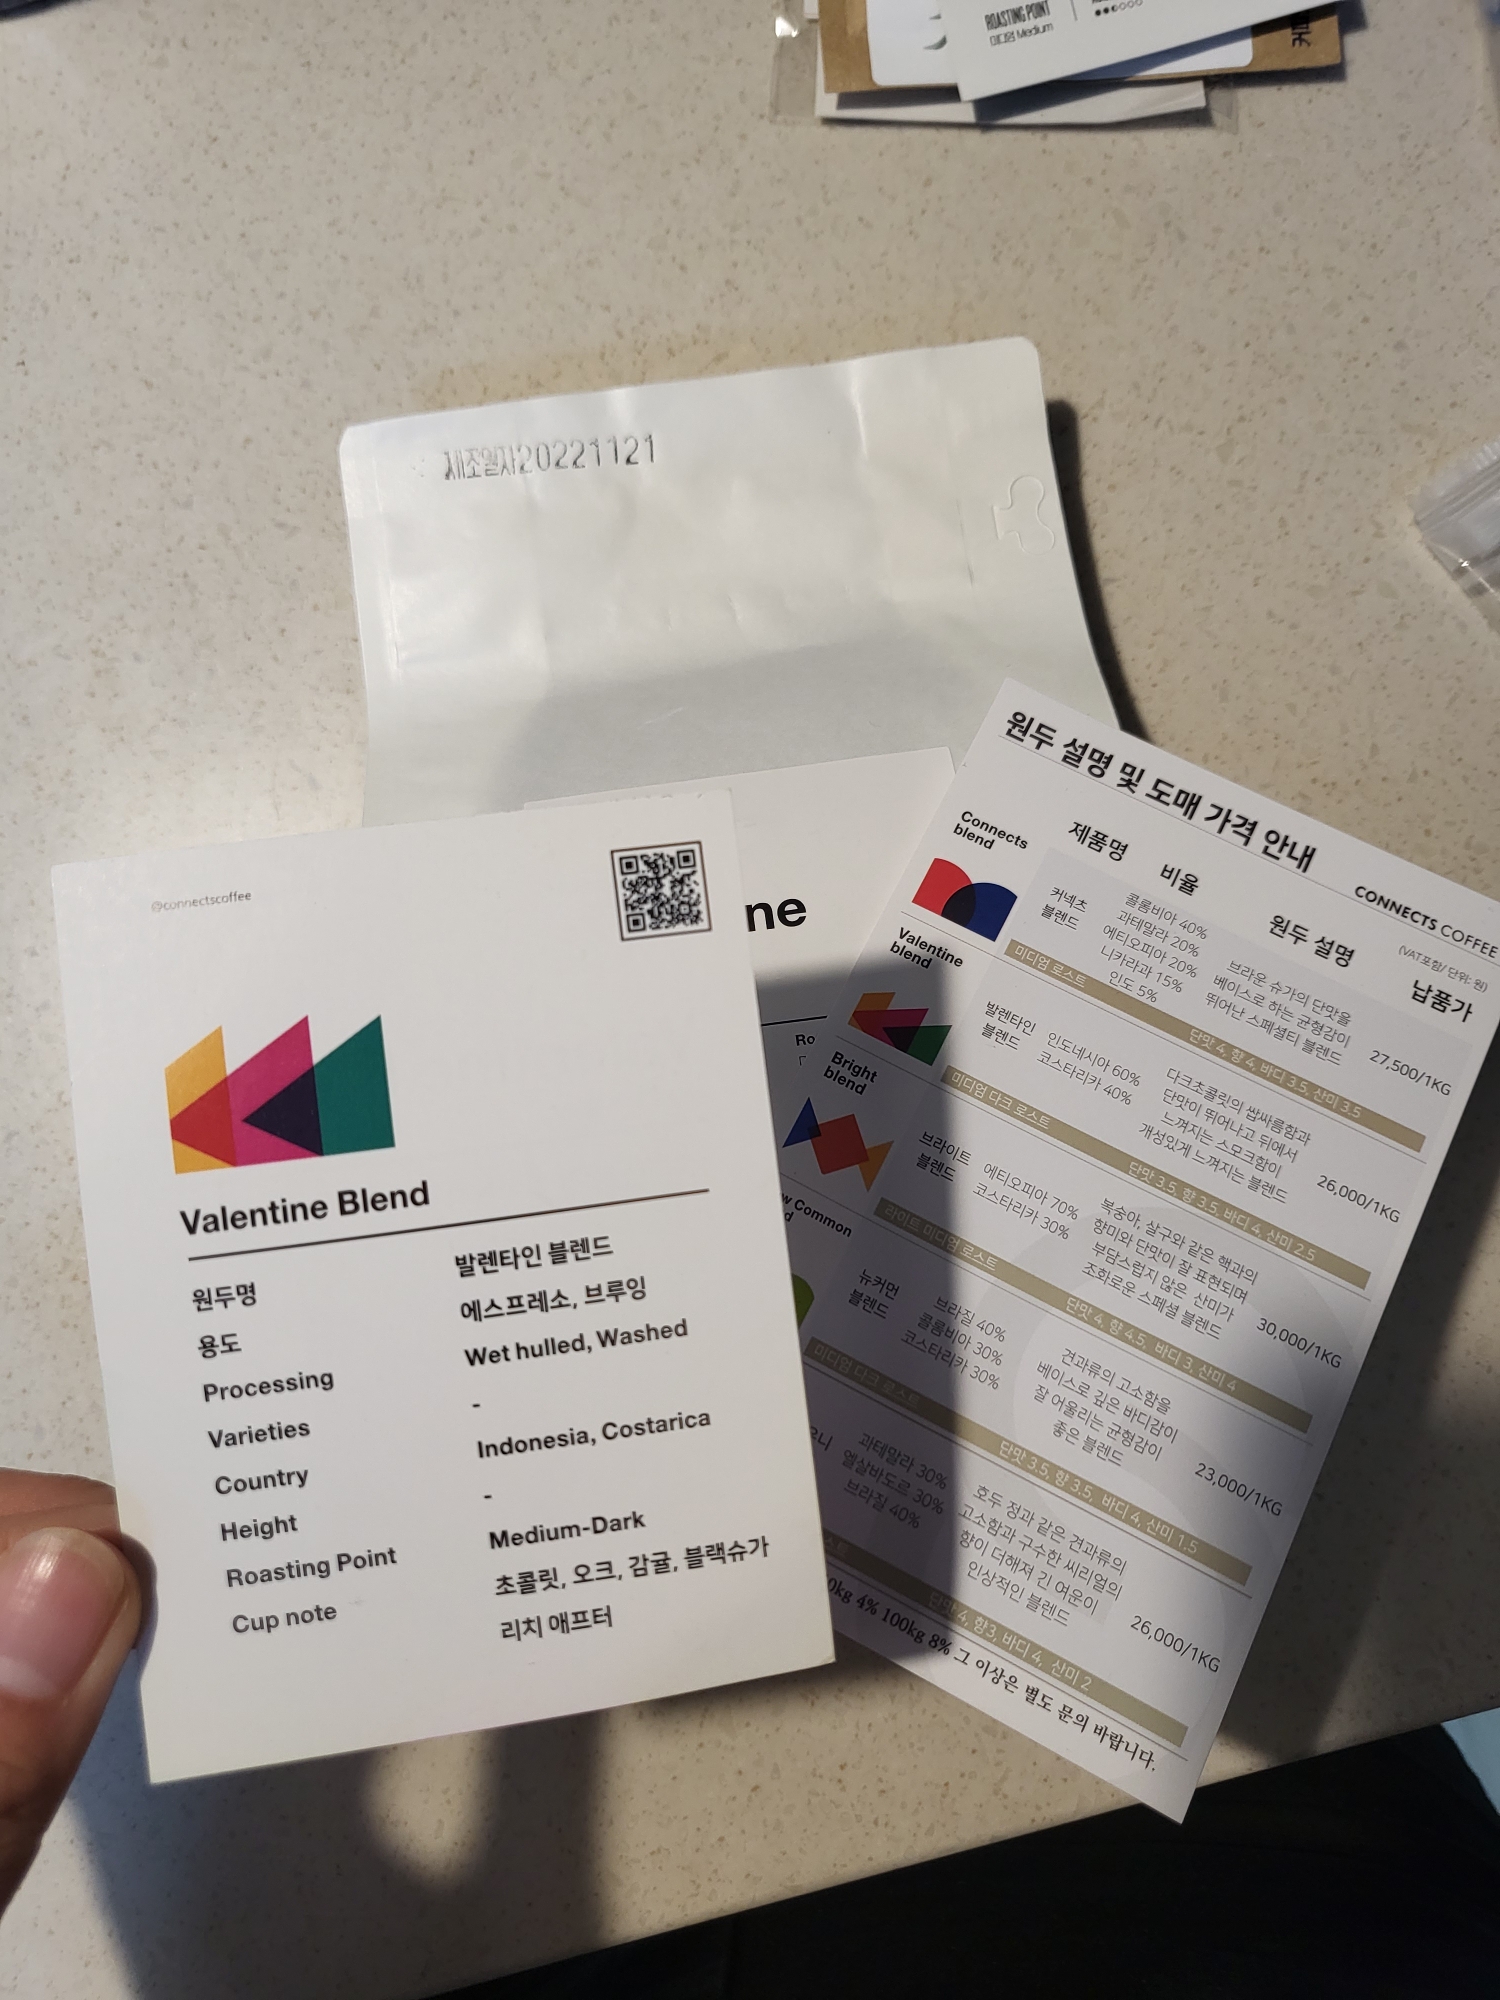 ROASTING POINT
미디엄 Medium
제조일자20221121
@connectscoffee
Valentine Blend
원두명 발렌타인 블렌드
용도 에스프레소, 브루잉
Processing Wet hulled, Washed
Varieties -
Country Indonesia, Costarica
Height -
Roasting Point Medium-Dark
Cup note 초콜릿, 오크, 감귤, 블랙슈가
리치 애프터
ne
Ro
원두 설명 및 도매 가격 안내
CONNECTS COFFEE
(VAT포함/ 단위: 원)
제품명 비율 원두 설명 납품가
Connects
blend
커넥츠
블렌드
콜롬비아 40%
과테말라 20%
에티오피아 20%
니카라과 15%
인도 5%
브라운 슈가의 단맛을
베이스로 하는 균형감이
뛰어난 스페셜티 블렌드
27,500/1KG
미디엄 로스트 단맛 4, 향 4, 바디 3.5, 산미 3.5
Valentine
blend
발렌타인
블렌드
인도네시아 60%
코스타리카 40%
다크초콜릿의 쌉싸름함과
단맛이 뛰어나고 뒤에서
느껴지는 스모크함이
개성있게 느껴지는 블렌드
26,000/1KG
미디엄 다크 로스트 단맛 3.5, 향 3.5, 바디 4, 산미 2.5
Bright
blend
브라이트
블렌드
에티오피아 70%
코스타리카 30%
복숭아, 살구와 같은 핵과의
향미와 단맛이 잘 표현되며
부담스럽지 않은 산미가
조화로운 스페셜 블렌드
30,000/1KG
라이트 미디엄 로스트 단맛 4, 향 4.5, 바디 3, 산미 4
w Common
뉴커먼
블렌드
브라질 40%
콜롬비아 30%
코스타리카 30%
견과류의 고소함을
베이스로 깊은 바디감이
잘 어울리는 균형감이
좋은 블렌드
23,000/1KG
미디엄 다크 로스트 단맛 3.5, 향 3.5, 바디 4, 산미 1.5
과테말라 30%
엘살바도르 30%
브라질 40%
호두 정과 같은 견과류의
고소함과 구수한 씨리얼의
향이 더해져 긴 여운이
인상적인 블렌드
26,000/1KG
단맛 4, 향3, 바디 4, 산미 2
0kg 4% 100kg 8% 그 이상은 별도 문의 바랍니다.